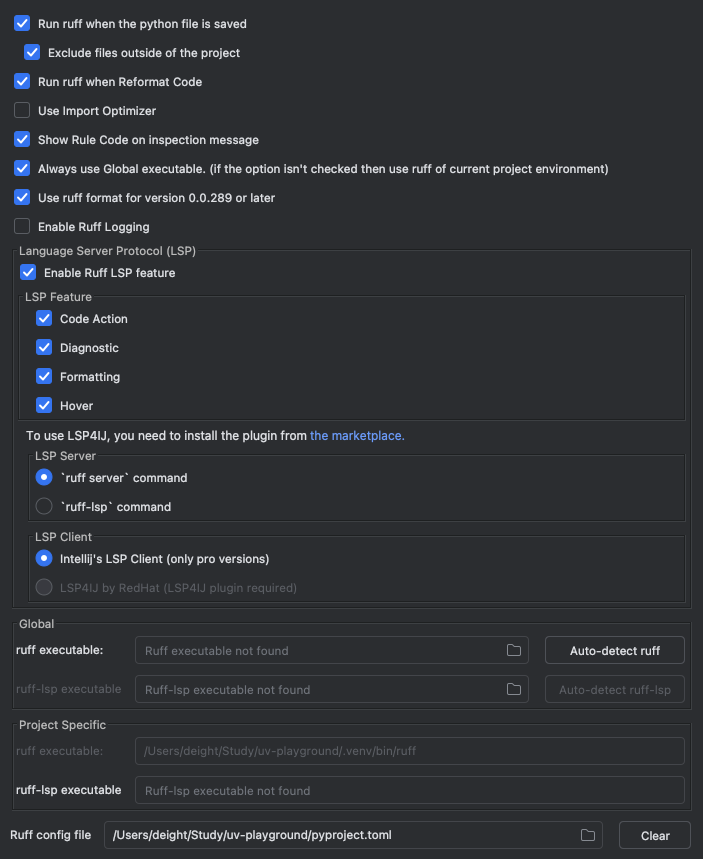 Run ruff when the python file is saved
Exclude files outside of the project
Run ruff when Reformat Code
Use Import Optimizer
Show Rule Code on inspection message
Always use Global executable. (if the option isn't checked then use ruff of current project environment)
Use ruff format for version 0.0.289 or later
Enable Ruff Logging
Language Server Protocol (LSP)
Enable Ruff LSP feature
LSP Feature
Code Action
Diagnostic
Formatting
Hover
To use LSP4IJ, you need to install the plugin from the marketplace.
LSP Server
`ruff server` command
`ruff-lsp` command
LSP Client
Intellij's LSP Client (only pro versions)
LSP4IJ by RedHat (LSP4IJ plugin required)
Global
ruff executable: Ruff executable not found Auto-detect ruff
ruff-lsp executable Ruff-lsp executable not found Auto-detect ruff-lsp
Project Specific
ruff executable: /Users/deight/Study/uv-playground/.venv/bin/ruff
ruff-lsp executable Ruff-lsp executable not found
Ruff config file /Users/deight/Study/uv-playground/pyproject.toml Clear